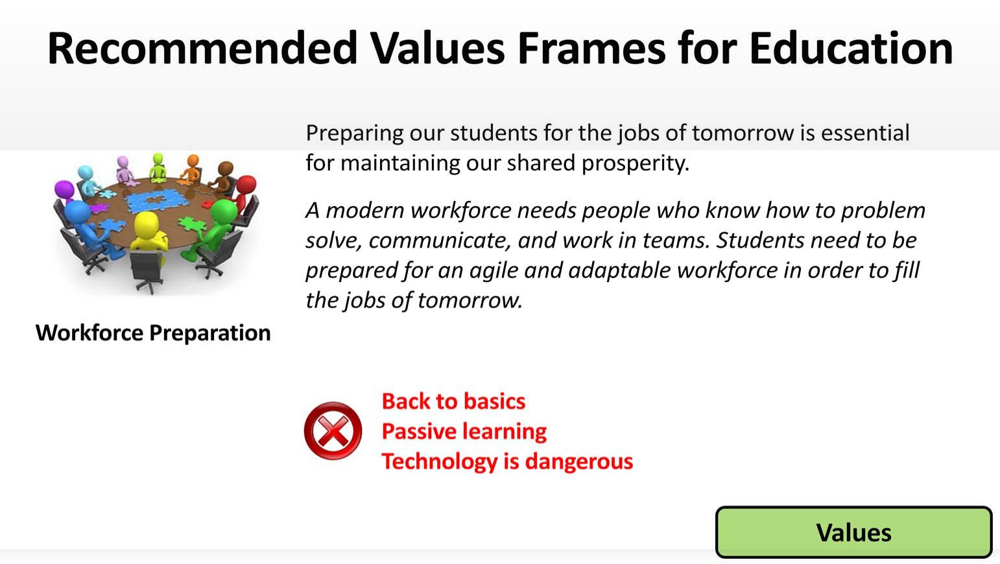 Recommended Values Frames for Education
Preparing our students for the jobs of tomorrow is essential
for maintaining our shared prosperity.
A modern workforce needs people who know how to problem
solve, communicate, and work in teams. Students need to be
prepared for an agile and adaptable workforce in order to fill
the jobs of tomorrow.
Workforce Preparation
Back to basics
Passive learning
Technology is dangerous
Values